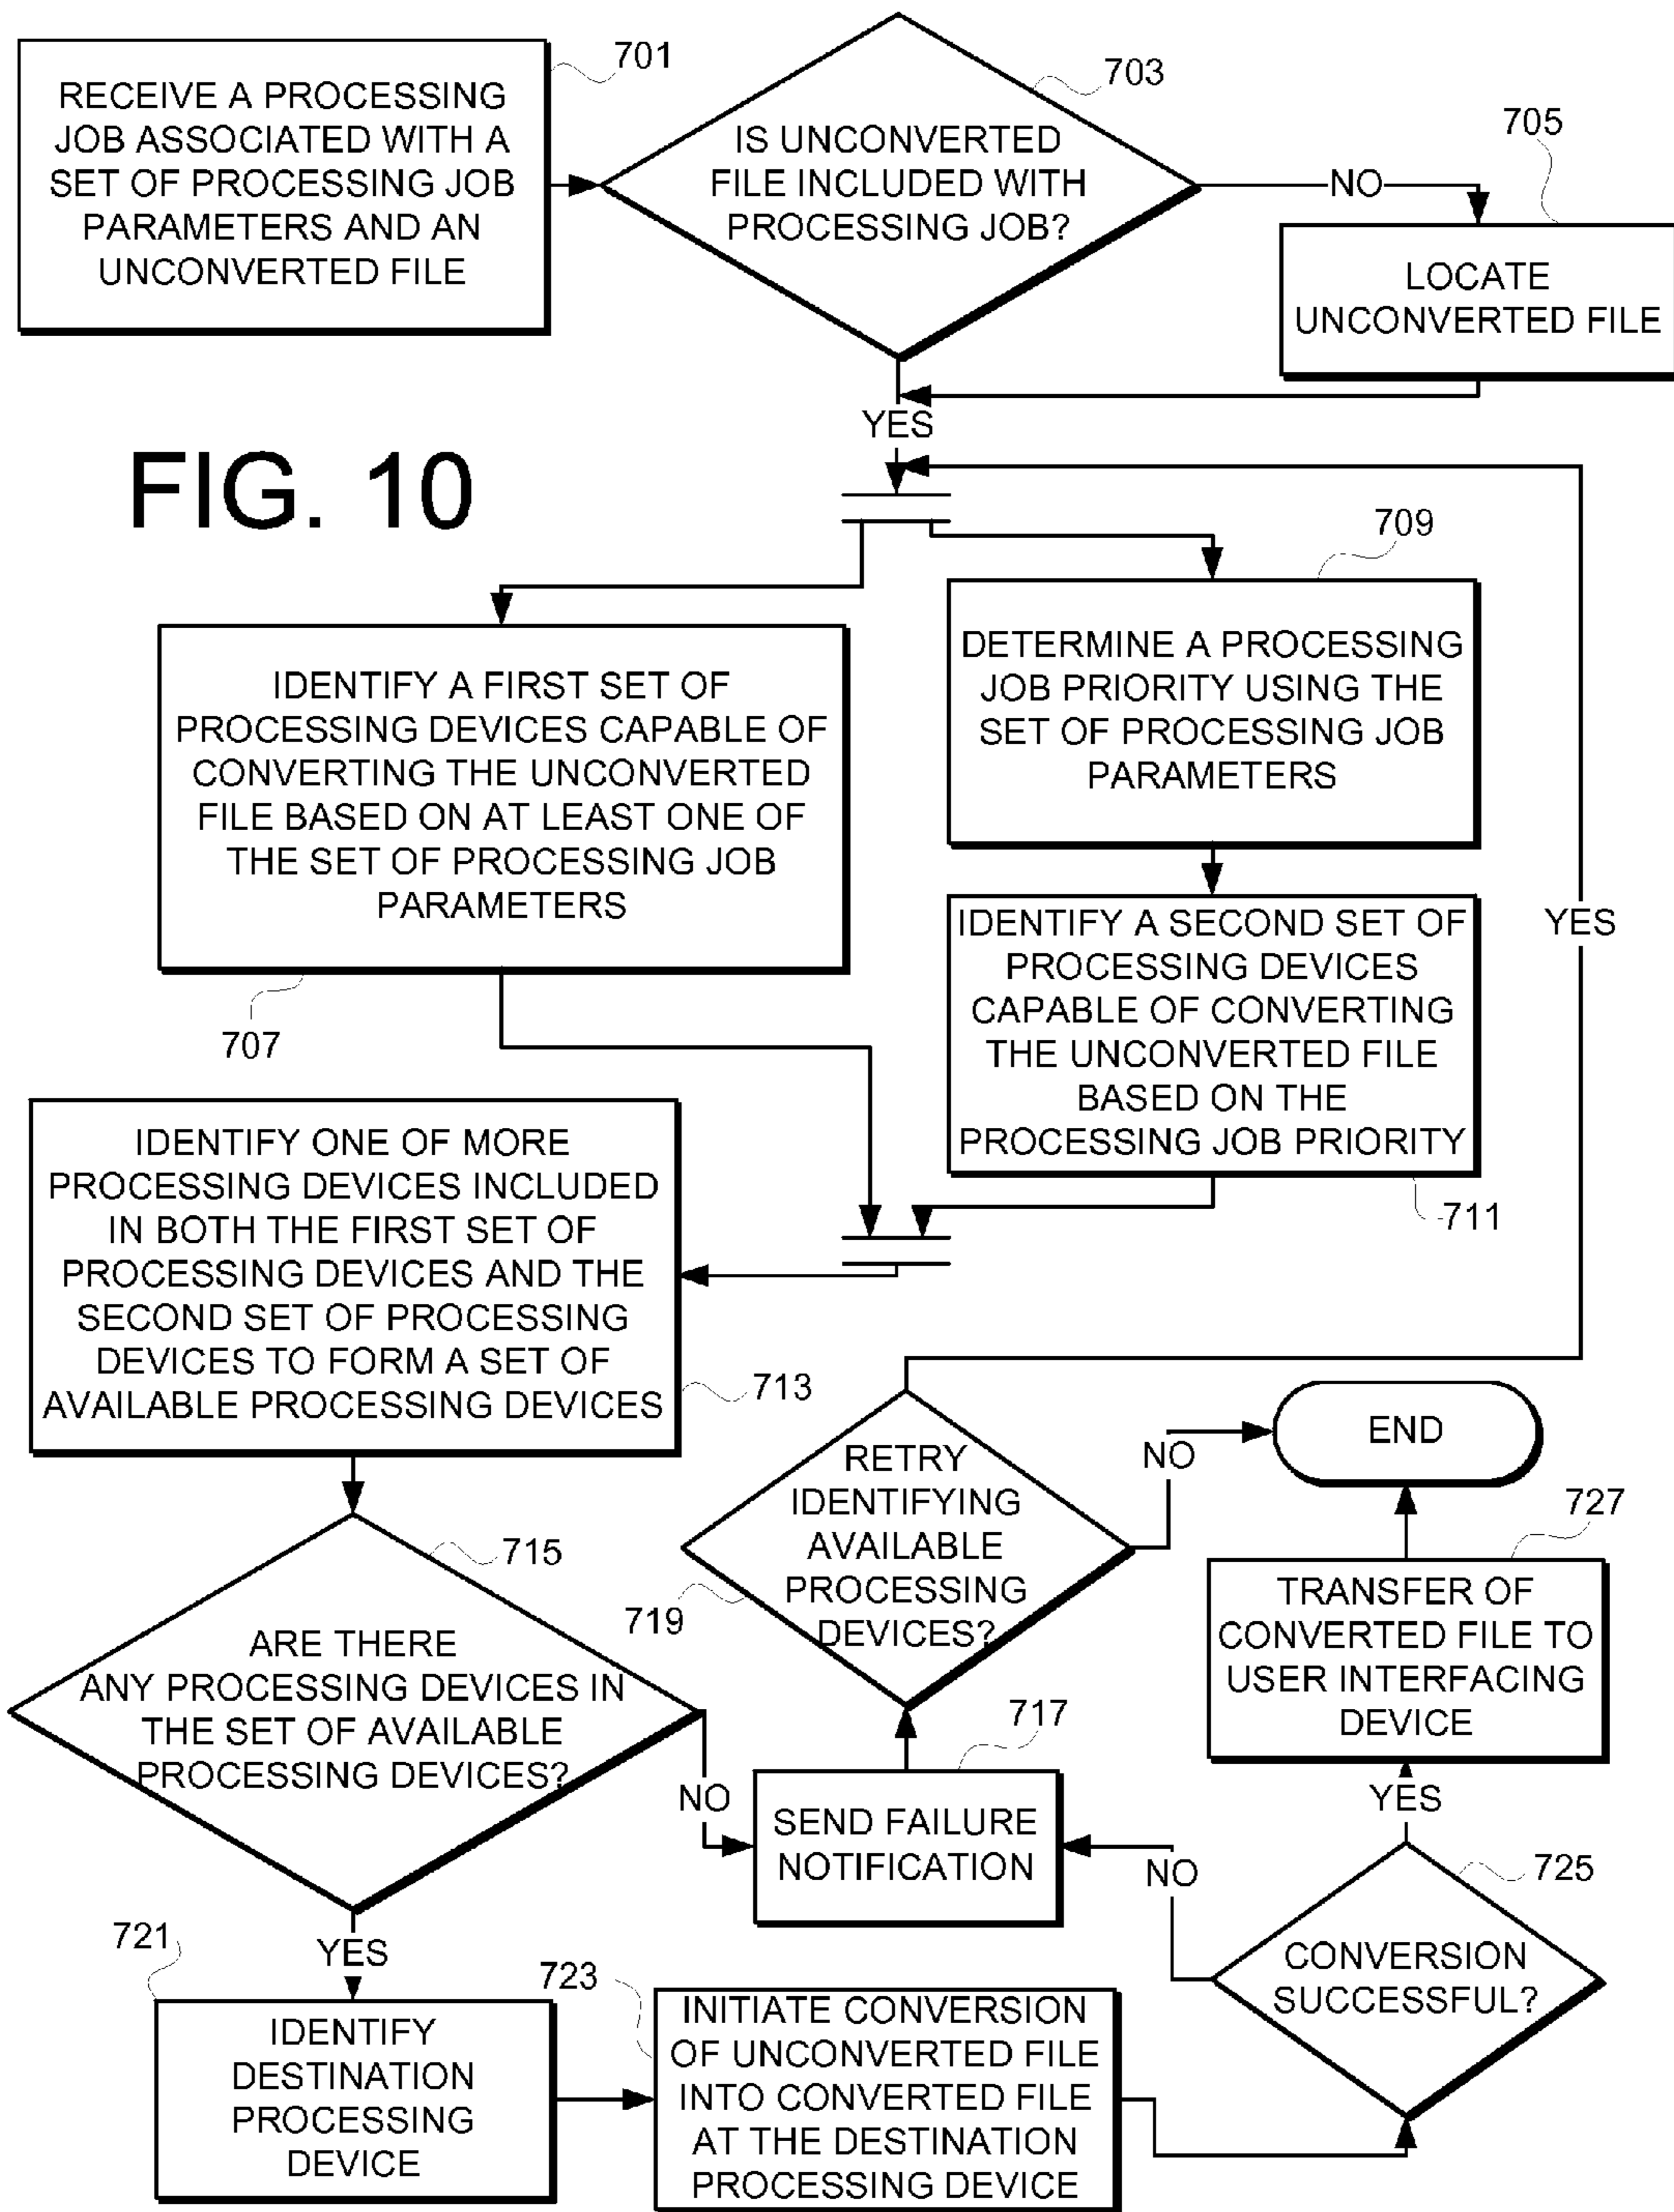 701
RECEIVE A PROCESSING
JOB ASSOCIATED WITH A
SET OF PROCESSING JOB
PARAMETERS AND AN
UNCONVERTED FILE
703
IS UNCONVERTED
FILE INCLUDED WITH
PROCESSING JOB?
NO
705
LOCATE
UNCONVERTED FILE
YES
FIG. 10
709
DETERMINE A PROCESSING
JOB PRIORITY USING THE
SET OF PROCESSING JOB
PARAMETERS
IDENTIFY A FIRST SET OF
PROCESSING DEVICES CAPABLE OF
CONVERTING THE UNCONVERTED
FILE BASED ON AT LEAST ONE OF
THE SET OF PROCESSING JOB
PARAMETERS
707
YES
IDENTIFY A SECOND SET OF
PROCESSING DEVICES
CAPABLE OF CONVERTING
THE UNCONVERTED FILE
BASED ON THE
PROCESSING JOB PRIORITY
711
IDENTIFY ONE OF MORE
PROCESSING DEVICES INCLUDED
IN BOTH THE FIRST SET OF
PROCESSING DEVICES AND THE
SECOND SET OF PROCESSING
DEVICES TO FORM A SET OF
AVAILABLE PROCESSING DEVICES
713
715
ARE THERE
ANY PROCESSING DEVICES IN
THE SET OF AVAILABLE
PROCESSING DEVICES?
NO
717
SEND FAILURE
NOTIFICATION
719
RETRY
IDENTIFYING
AVAILABLE
PROCESSING
DEVICES?
NO
END
727
TRANSFER OF
CONVERTED FILE TO
USER INTERFACING
DEVICE
YES
NO
725
CONVERSION
SUCCESSFUL?
YES
721
IDENTIFY
DESTINATION
PROCESSING
DEVICE
723
INITIATE CONVERSION
OF UNCONVERTED FILE
INTO CONVERTED FILE
AT THE DESTINATION
PROCESSING DEVICE